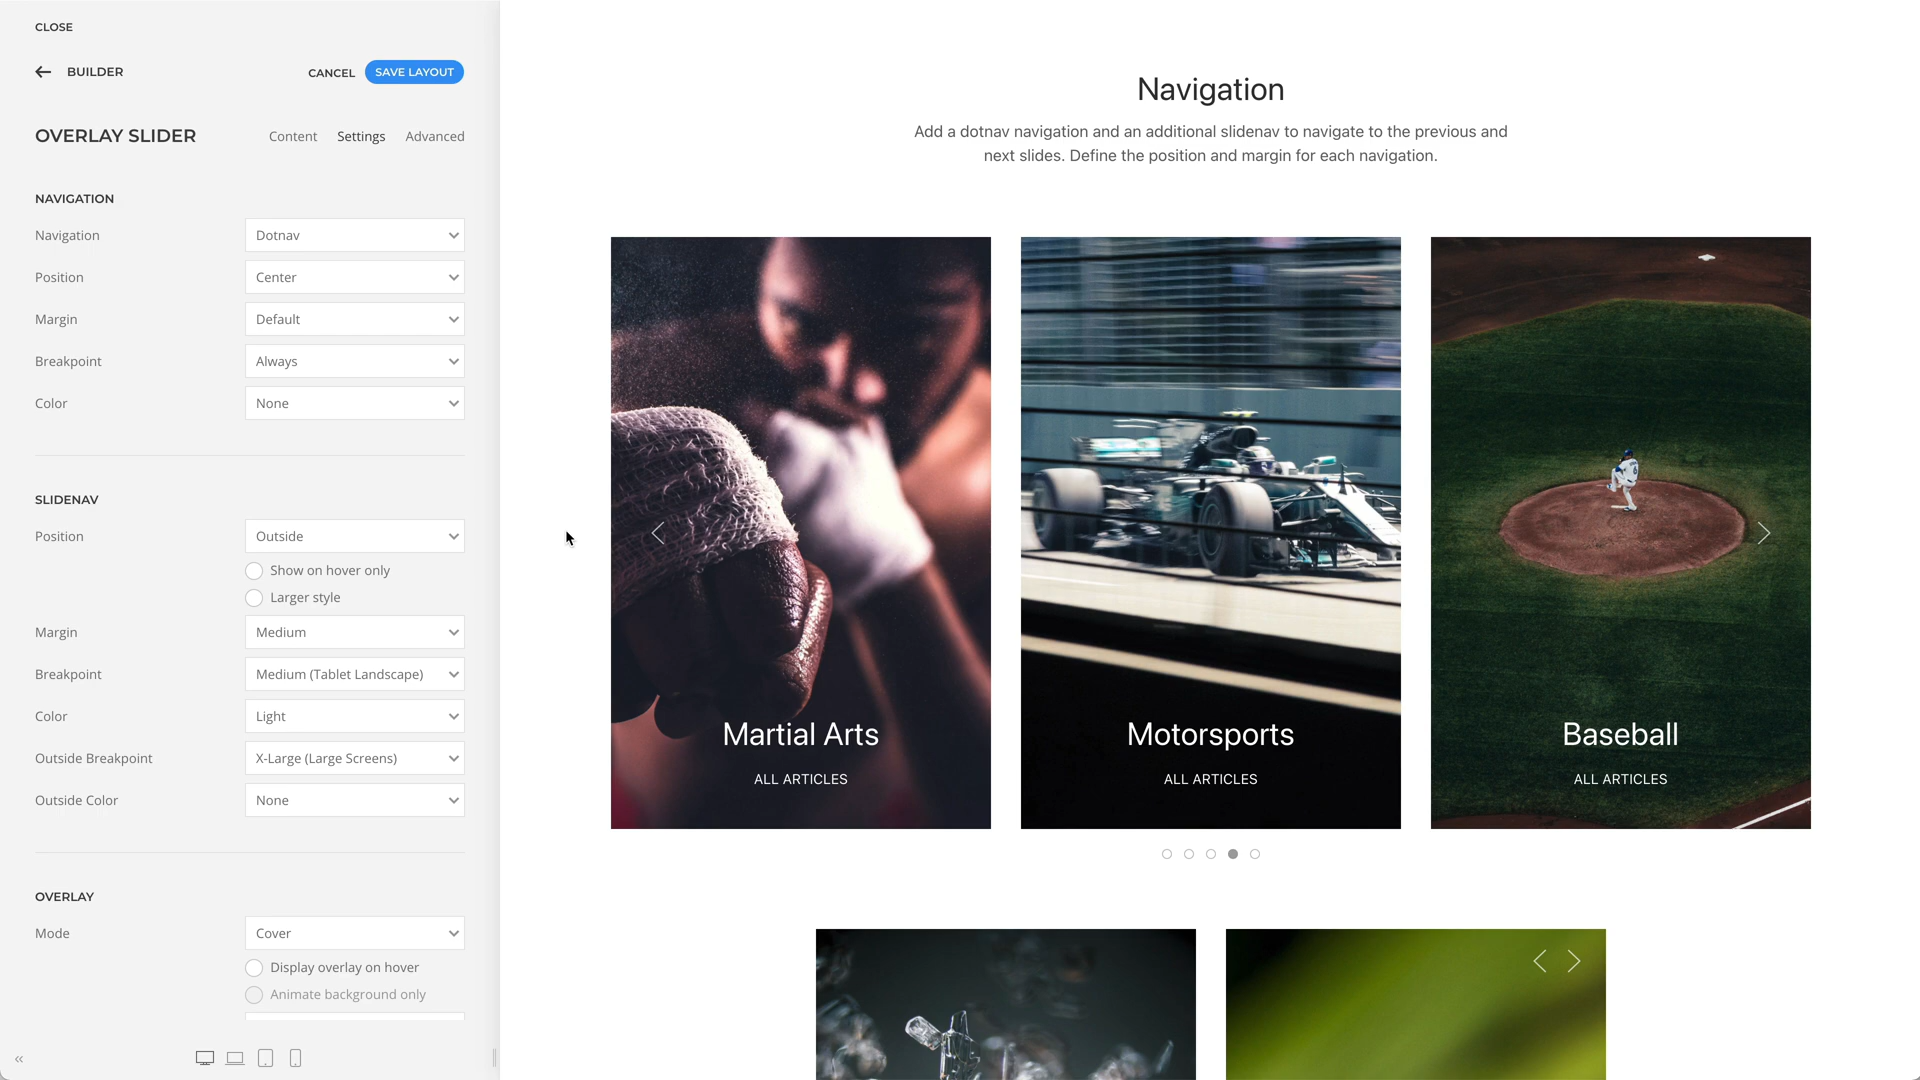 CLOSE
BUILDER
CANCEL
SAVE LAYOUT
OVERLAY SLIDER
Content
Settings
Advanced
NAVIGATION
Navigation
Dotnav
Position
Center
Margin
Default
Breakpoint
Always
Color
None
SLIDENAV
Position
Outside
Show on hover only
Larger style
Margin
Medium
Breakpoint
Medium (Tablet Landscape)
Color
Light
Outside Breakpoint
X-Large (Large Screens)
Outside Color
None
OVERLAY
Mode
Cover
Display overlay on hover
Animate background only
Navigation
Add a dotnav navigation and an additional slidenav to navigate to the previous and
next slides. Define the position and margin for each navigation.
Martial Arts
ALL ARTICLES
Motorsports
ALL ARTICLES
Baseball
ALL ARTICLES